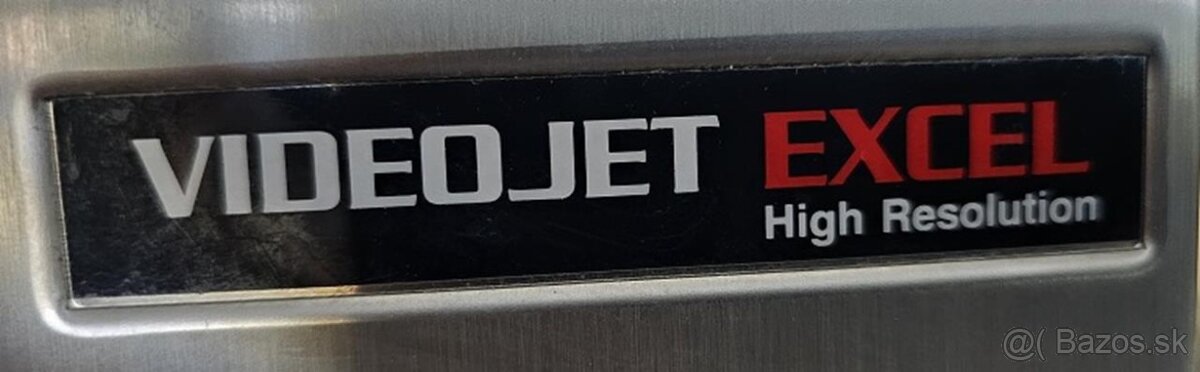 VIDEOJET EXCEL
High Resolution
@( Bazos.sk